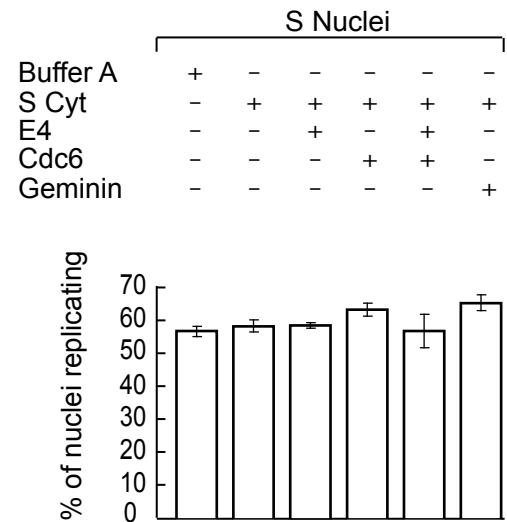 S Nuclei
Buffer A + – – – – –
S Cyt – + + + + +
E4 – – + – + –
Cdc6 – – – + + –
Geminin – – – – – +
% of nuclei replicating
70
60
50
40
30
20
10
0